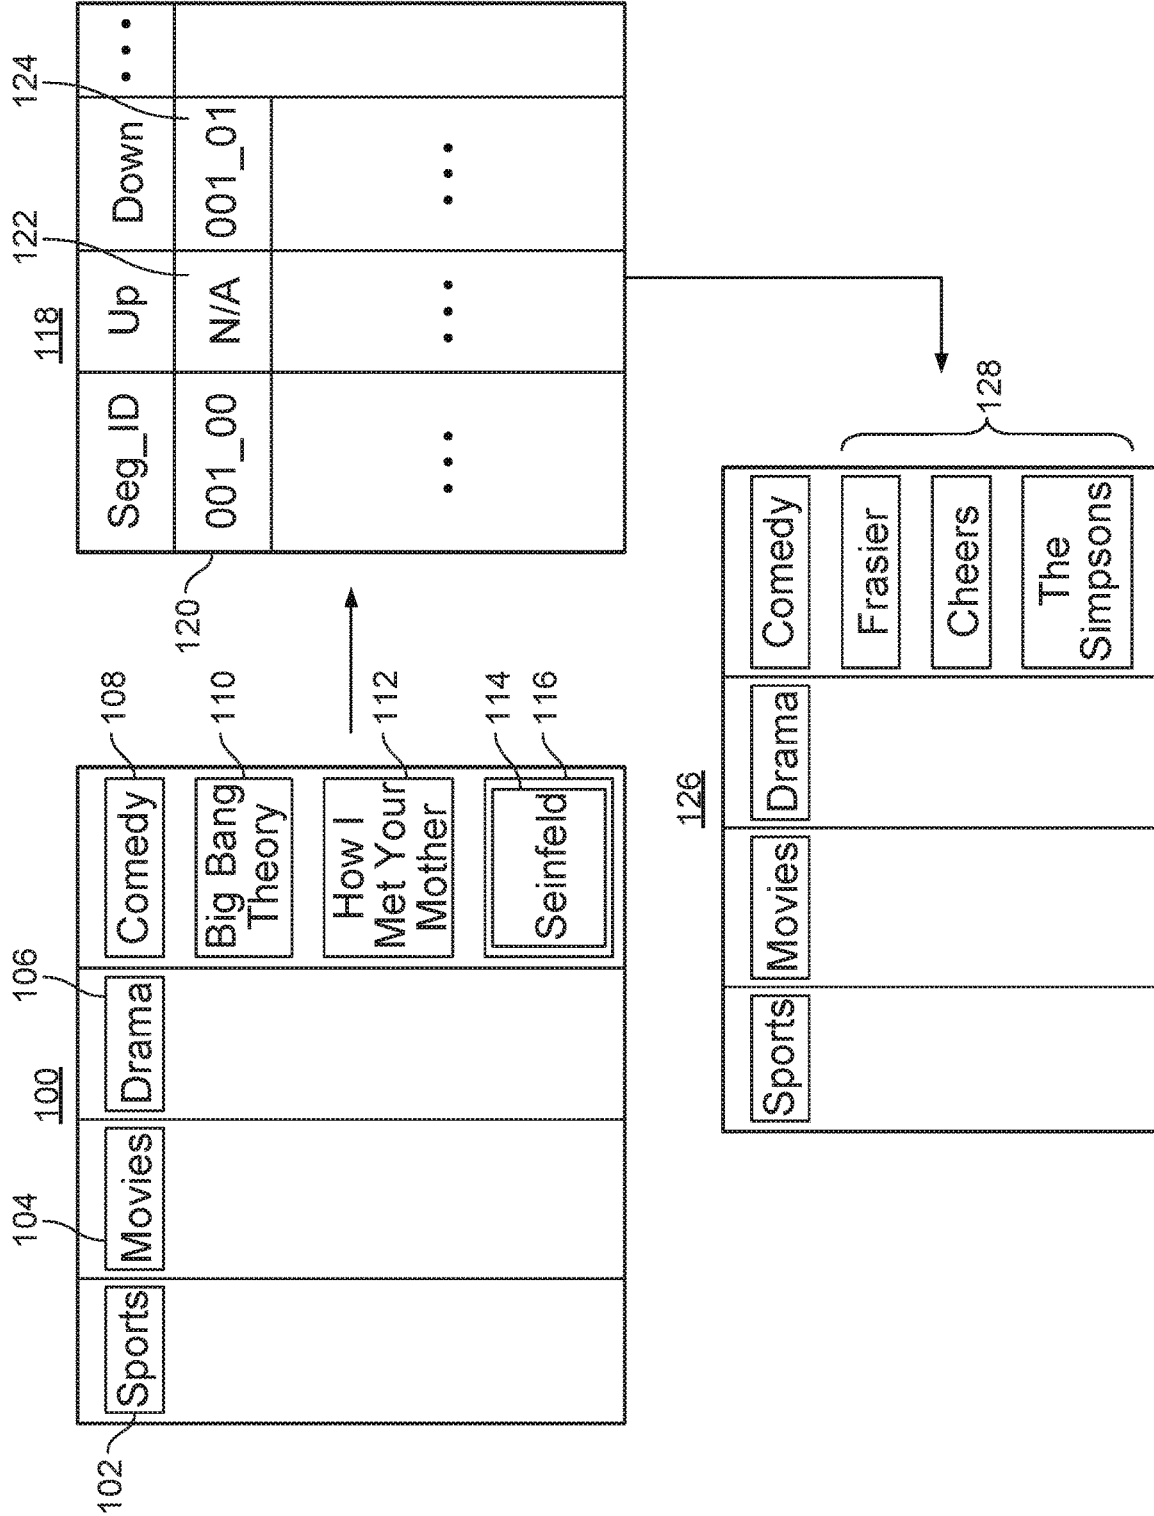 100
102
104
106
Sports
Movies
Drama
Comedy
108
Big Bang
Theory
110
How I
Met Your
Mother
112
Seinfeld
114
116
118
122
124
Seg_ID
Up
Down
• • •
120
001_00
N/A
001_01
• • •
• • •
• • •
126
Sports
Movies
Drama
Comedy
Frasier
Cheers
The
Simpsons
128